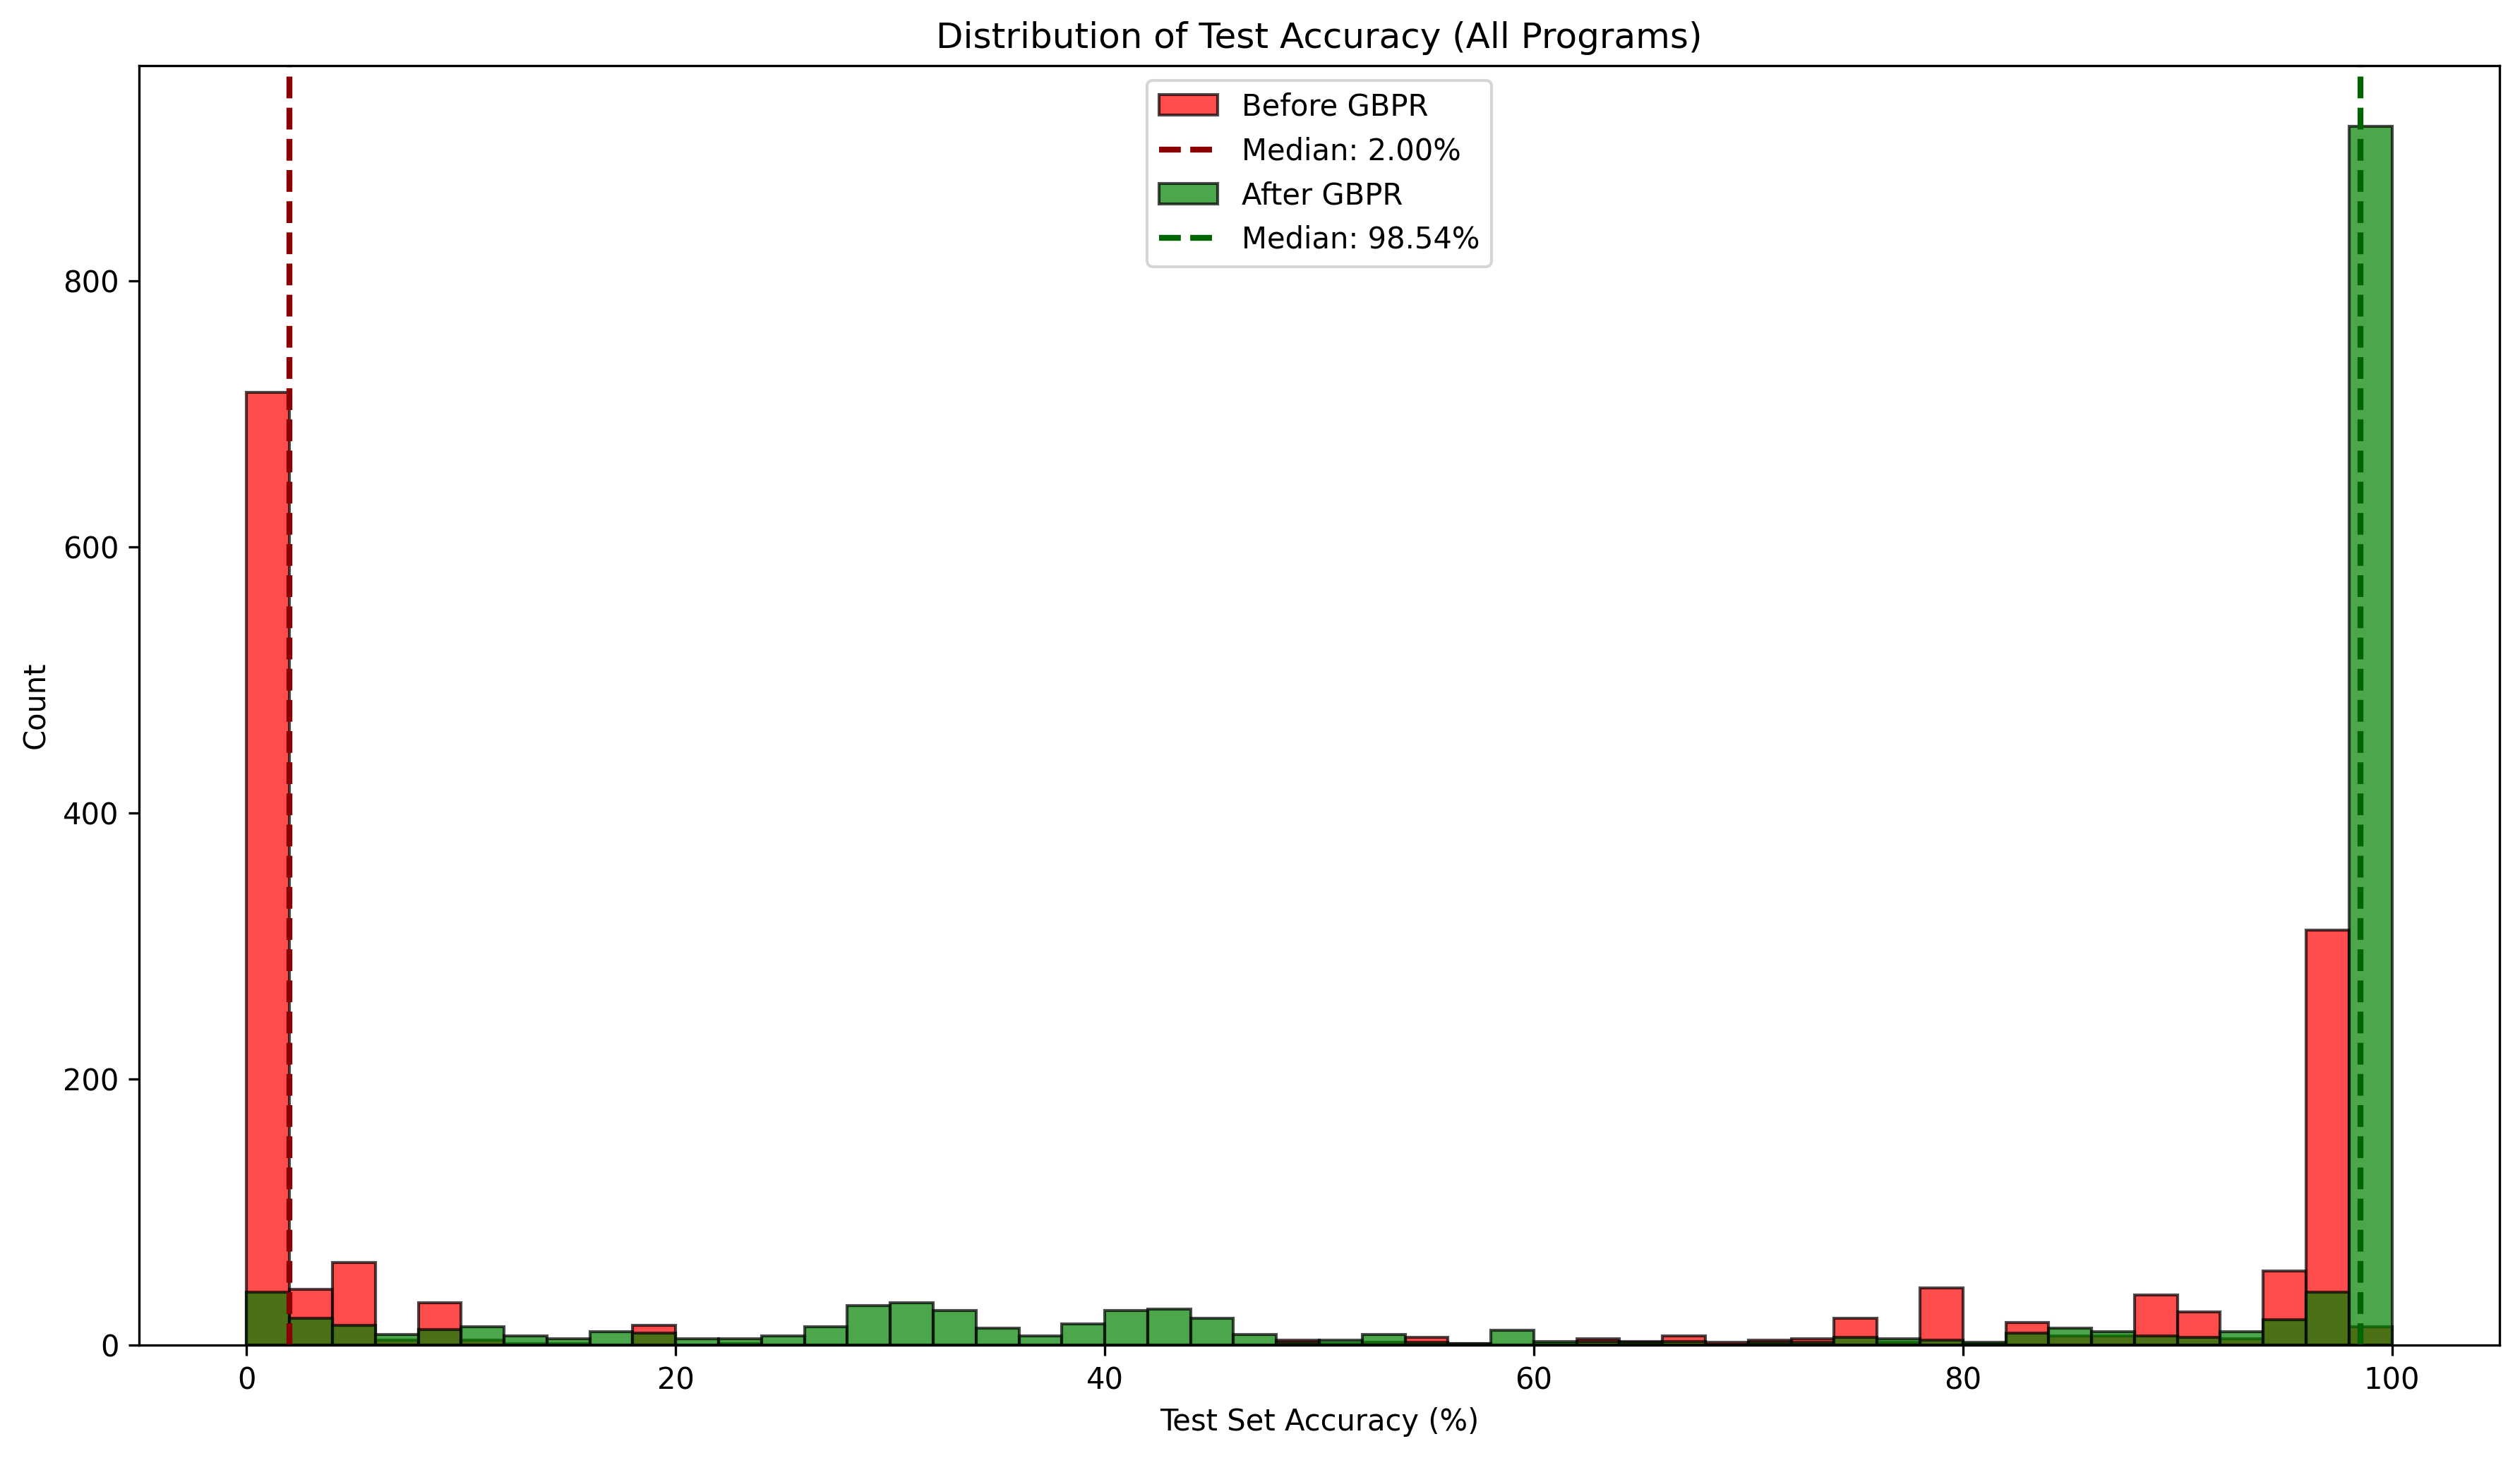 Distribution of Test Accuracy (All Programs)
Before GBPR
Median: 2.00%
After GBPR
Median: 98.54%
800
600
400
200
0
Count
0 20 40 60 80 100
Test Set Accuracy (%)